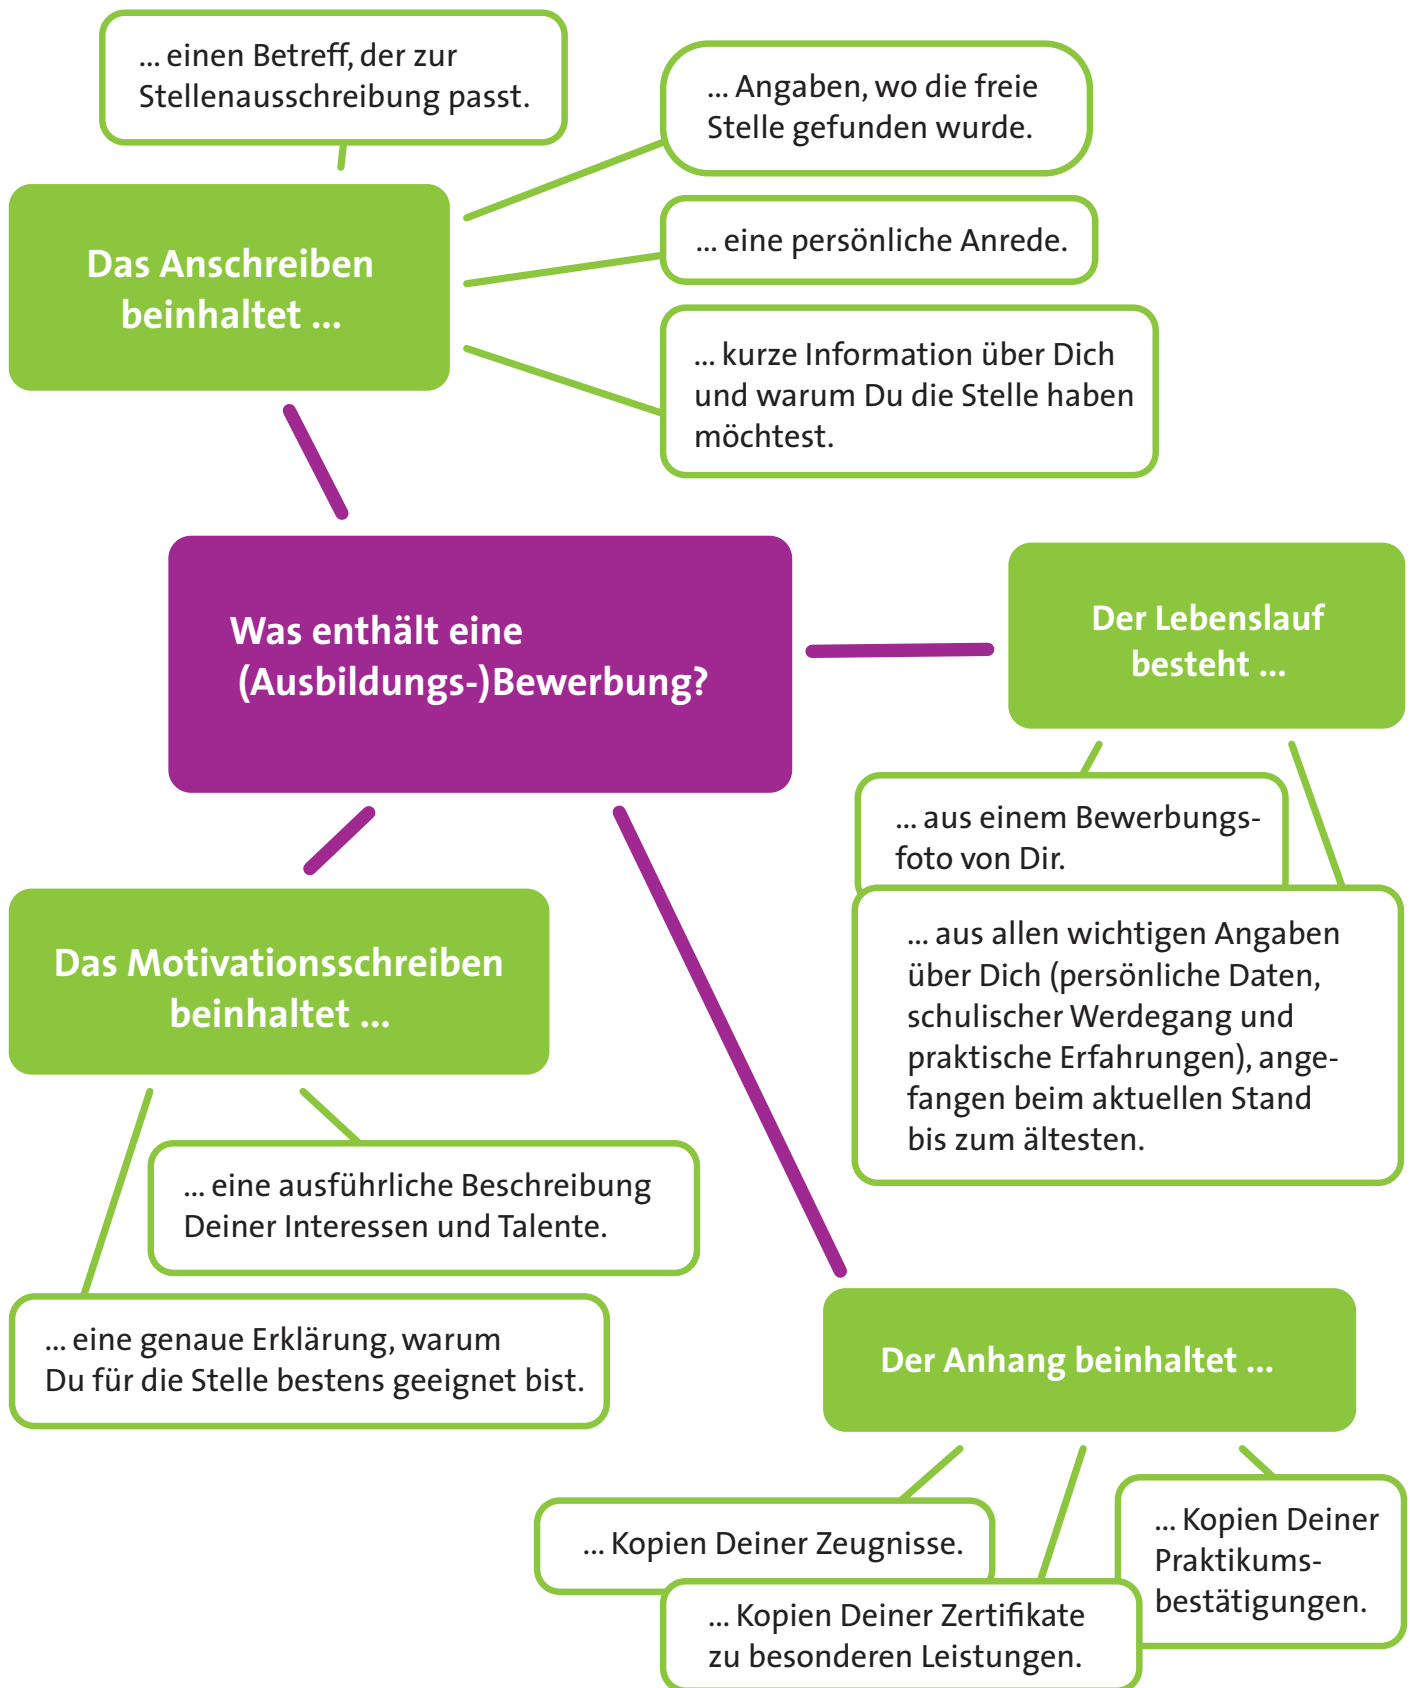 ... einen Betreff, der zur
Stellenausschreibung passt.
... Angaben, wo die freie
Stelle gefunden wurde.
... eine persönliche Anrede.
... kurze Information über Dich
und warum Du die Stelle haben
möchtest.
Das Anschreiben
beinhaltet ...
Was enthält eine
(Ausbildungs-)Bewerbung?
Der Lebenslauf
besteht ...
... aus einem Bewerbungs-
foto von Dir.
... aus allen wichtigen Angaben
über Dich (persönliche Daten,
schulischer Werdegang und
praktische Erfahrungen), ange-
fangen beim aktuellen Stand
bis zum ältesten.
Das Motivationsschreiben
beinhaltet ...
... eine ausführliche Beschreibung
Deiner Interessen und Talente.
... eine genaue Erklärung, warum
Du für die Stelle bestens geeignet bist.
Der Anhang beinhaltet ...
... Kopien Deiner Zeugnisse.
... Kopien Deiner Zertifikate
zu besonderen Leistungen.
... Kopien Deiner
Praktikums-
bestätigungen.